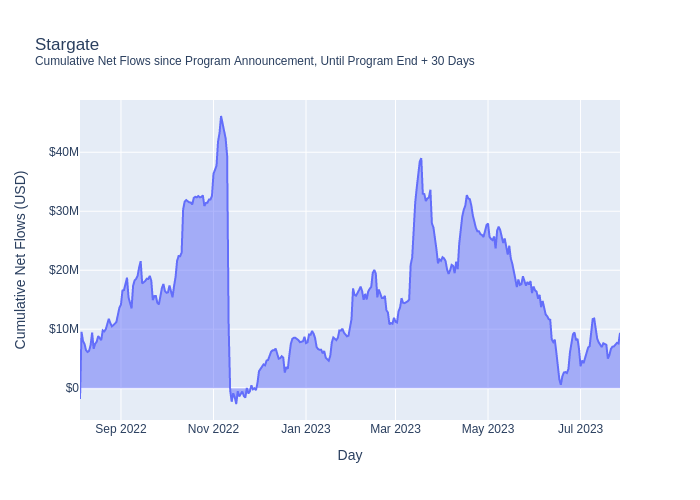 Stargate
Cumulative Net Flows since Program Announcement, Until Program End + 30 Days
Cumulative Net Flows (USD)
$40M
$30M
$20M
$10M
$0
Sep 2022
Nov 2022
Jan 2023
Mar 2023
May 2023
Jul 2023
Day